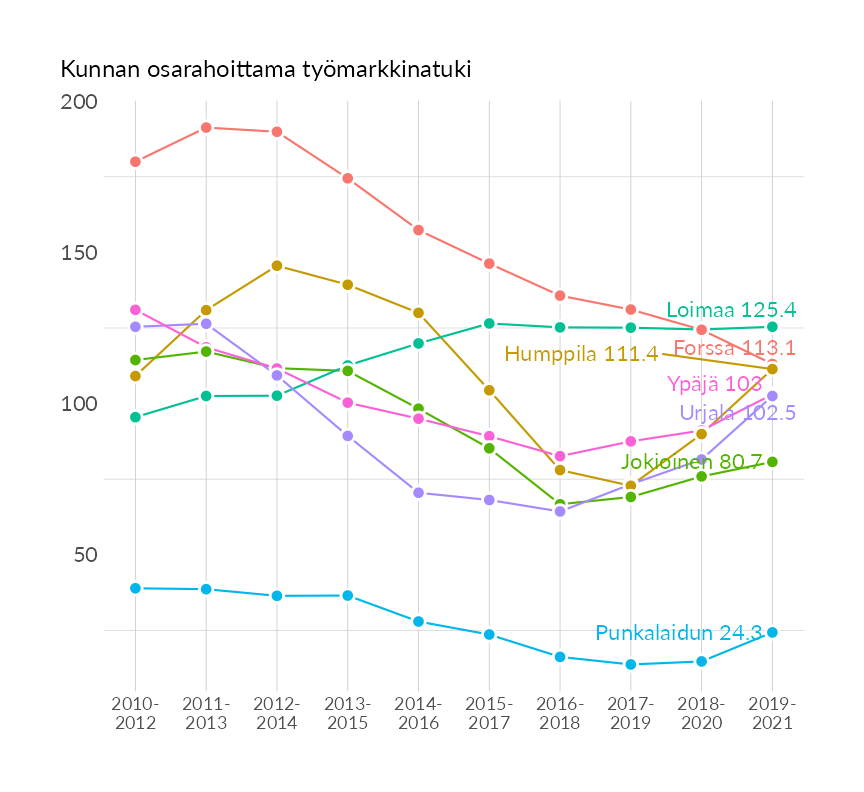 Kunnan osarahoittama työmarkkinatuki
200
150
100
50
Loimaa 125.4
Forssa 113.1
Humppila 111.4
Ypäjä 103
Urjala 102.5
Jokioinen 80.7
Punkalaidun 24.3
2010- 2011- 2012- 2013- 2014- 2015- 2016- 2017- 2018- 2019-
2012 2013 2014 2015 2016 2017 2018 2019 2020 2021